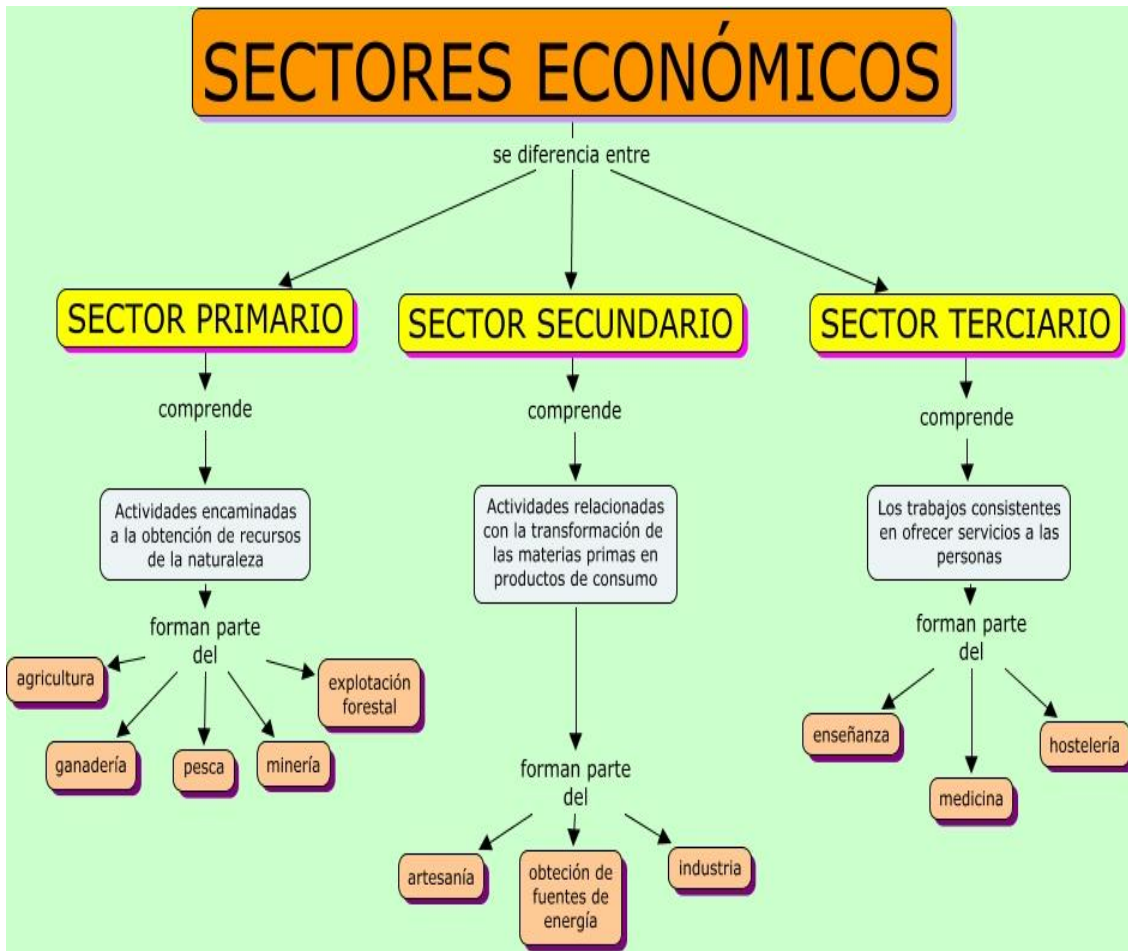 SECTORES ECONÓMICOS
se diferencia entre
SECTOR PRIMARIO
comprende
Actividades encaminadas
a la obtención de recursos
de la naturaleza
forman parte
del
agricultura
ganadería
pesca
minería
explotación
forestal
SECTOR SECUNDARIO
comprende
Actividades relacionadas
con la transformación de
las materias primas en
productos de consumo
forman parte
del
artesanía
obteción de
fuentes de
energía
industria
SECTOR TERCIARIO
comprende
Los trabajos consistentes
en ofrecer servicios a las
personas
forman parte
del
enseñanza
medicina
hostelería